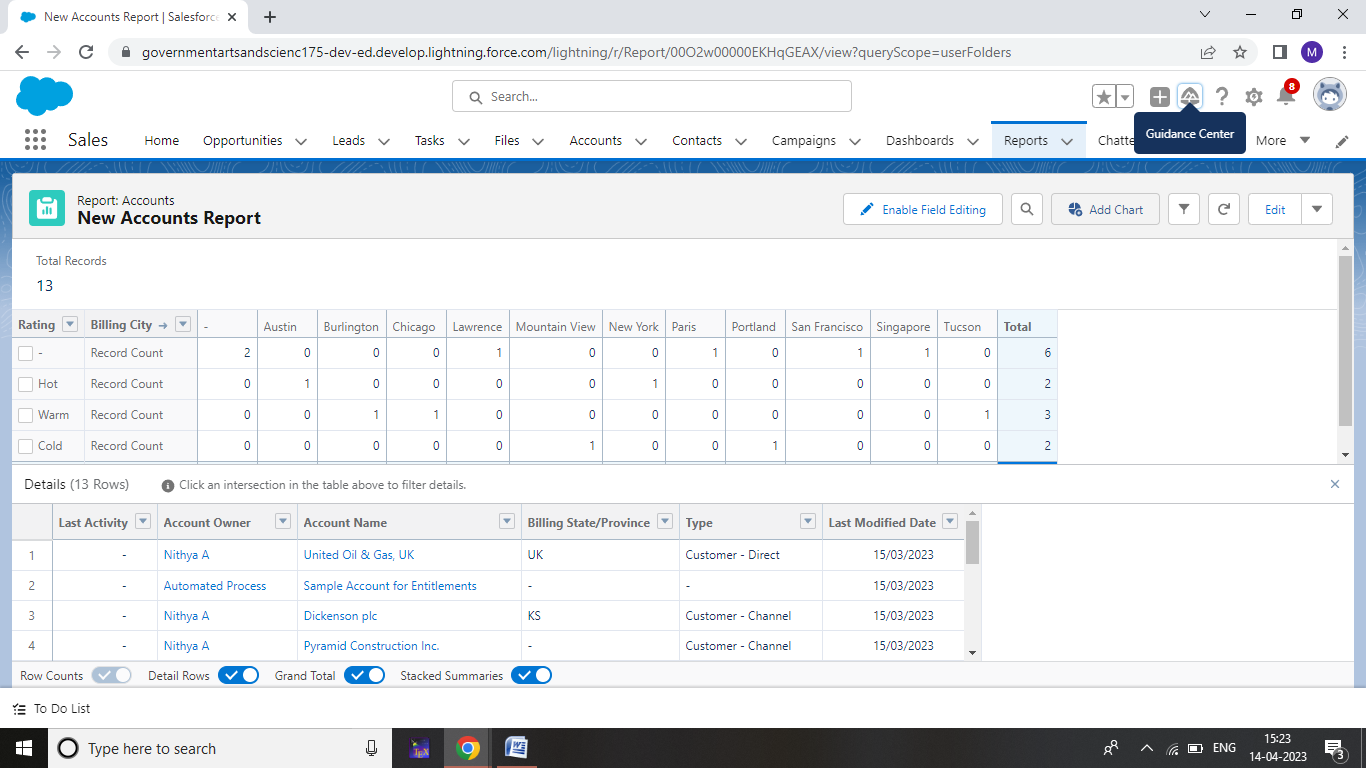 New Accounts Report | Salesforc
governmentartsandscienc175-dev-ed.develop.lightning.force.com/lightning/r/Report/00O2w00000EKHqGEAX/view?queryScope=userFolders
M
Search...
8
Sales Home Opportunities Leads Tasks Files Accounts Contacts Campaigns Dashboards Reports Chatte More
Guidance Center
Report: Accounts
New Accounts Report
Enable Field Editing Add Chart Edit
Total Records
13
Rating Billing City → - Austin Burlington Chicago Lawrence Mountain View New York Paris Portland San Francisco Singapore Tucson Total
- Record Count 2 0 0 0 1 0 0 1 0 1 1 0 6
Hot Record Count 0 1 0 0 0 0 1 0 0 0 0 0 2
Warm Record Count 0 0 1 1 0 0 0 0 0 0 0 1 3
Cold Record Count 0 0 0 0 0 1 0 0 1 0 0 0 2
Details (13 Rows) Click an intersection in the table above to filter details.
Last Activity Account Owner Account Name Billing State/Province Type Last Modified Date
1 - Nithya A United Oil & Gas, UK UK Customer - Direct 15/03/2023
2 - Automated Process Sample Account for Entitlements - - 15/03/2023
3 - Nithya A Dickenson plc KS Customer - Channel 15/03/2023
4 - Nithya A Pyramid Construction Inc. - Customer - Channel 15/03/2023
Row Counts Detail Rows Grand Total Stacked Summaries
To Do List
Type here to search
ENG
15:23
14-04-2023
3